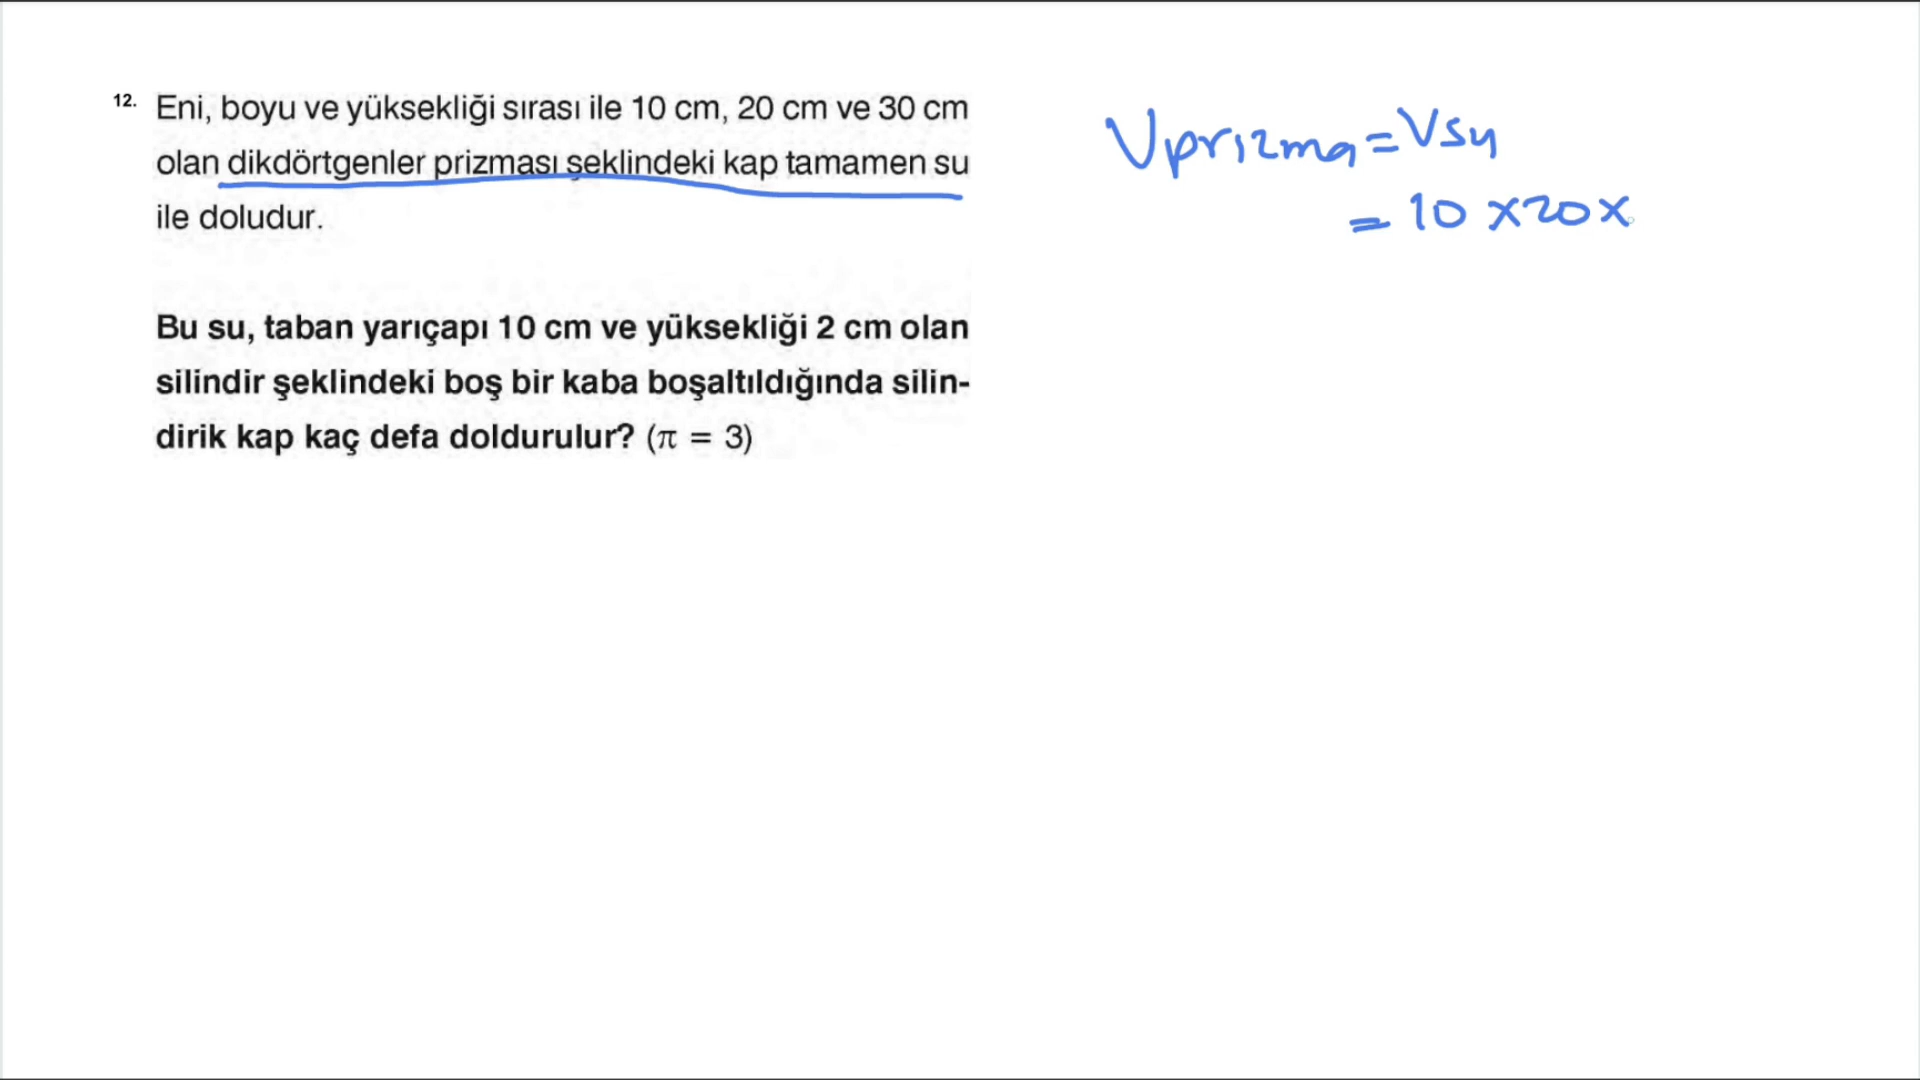 12. Eni, boyu ve yüksekliği sırası ile 10 cm, 20 cm ve 30 cm
olan dikdörtgenler prizması şeklindeki kap tamamen su
ile doludur.
Bu su, taban yarıçapı 10 cm ve yüksekliği 2 cm olan
silindir şeklindeki boş bir kaba boşaltıldığında silin-
dirik kap kaç defa doldurulur? (π = 3)
Vprizma = Vsu
= 10 x 20 x